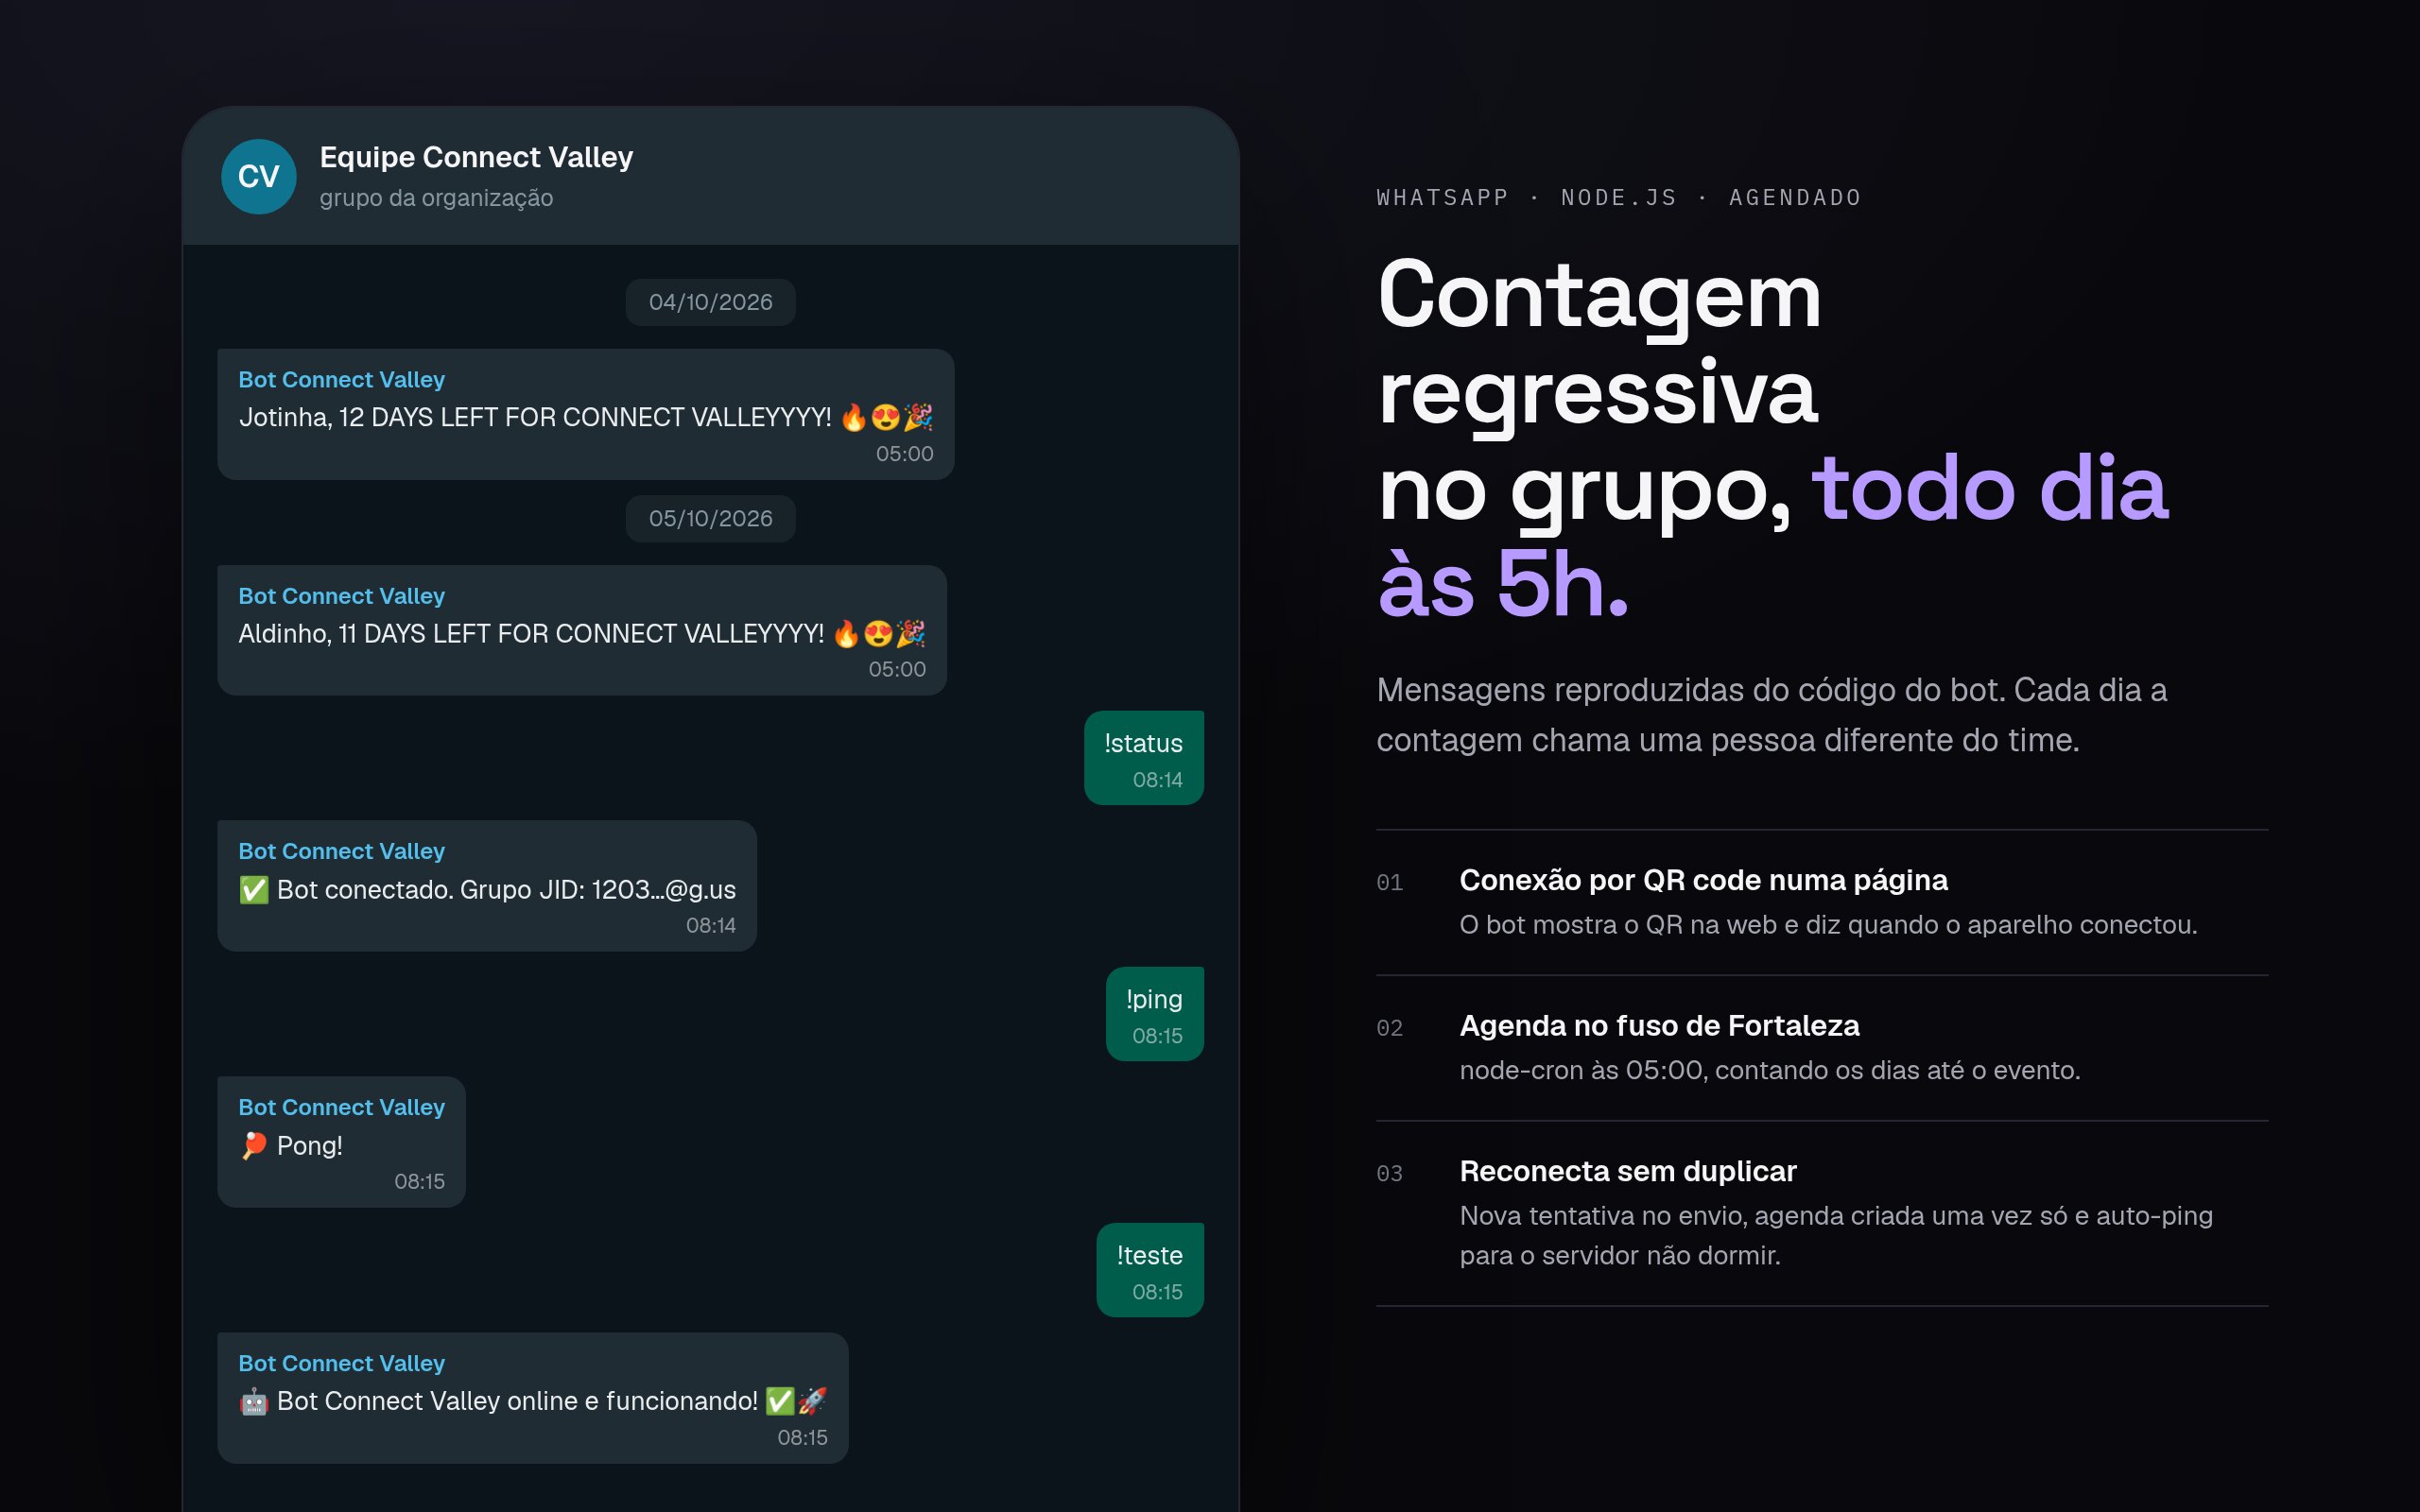 CV
Equipe Connect Valley
grupo da organização
04/10/2026
Bot Connect Valley
Jotinha, 12 DAYS LEFT FOR CONNECT VALLEYYYY! 🔥😍🎉
05:00
05/10/2026
Bot Connect Valley
Aldinho, 11 DAYS LEFT FOR CONNECT VALLEYYYY! 🔥😍🎉
05:00
!status
08:14
Bot Connect Valley
✅ Bot conectado. Grupo JID: 1203…@g.us
08:14
!ping
08:15
Bot Connect Valley
🏓 Pong!
08:15
!teste
08:15
Bot Connect Valley
🤖 Bot Connect Valley online e funcionando! ✅🚀
08:15
WHATSAPP · NODE.JS · AGENDADO
Contagem
regressiva
no grupo, todo dia
às 5h.
Mensagens reproduzidas do código do bot. Cada dia a
contagem chama uma pessoa diferente do time.
01 Conexão por QR code numa página
O bot mostra o QR na web e diz quando o aparelho conectou.
02 Agenda no fuso de Fortaleza
node-cron às 05:00, contando os dias até o evento.
03 Reconecta sem duplicar
Nova tentativa no envio, agenda criada uma vez só e auto-ping
para o servidor não dormir.